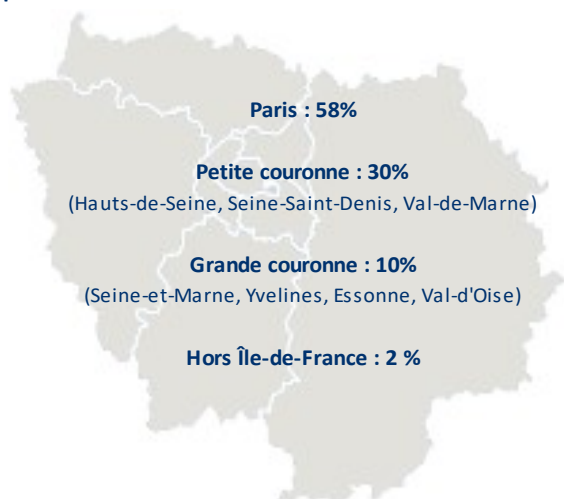 Paris : 58%
Petite couronne : 30%
(Hauts-de-Seine, Seine-Saint-Denis, Val-de-Marne)
Grande couronne : 10%
(Seine-et-Marne, Yvelines, Essonne, Val-d'Oise)
Hors Île-de-France : 2 %